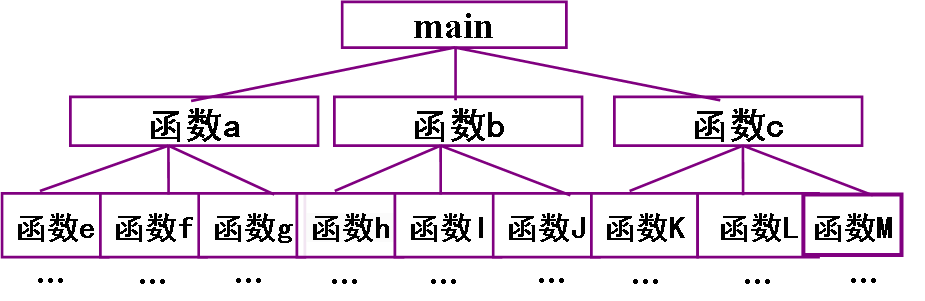 main
函数a 函数b 函数c
函数e 函数f 函数g 函数h 函数I 函数J 函数K 函数L 函数M
… … … … … … … … …